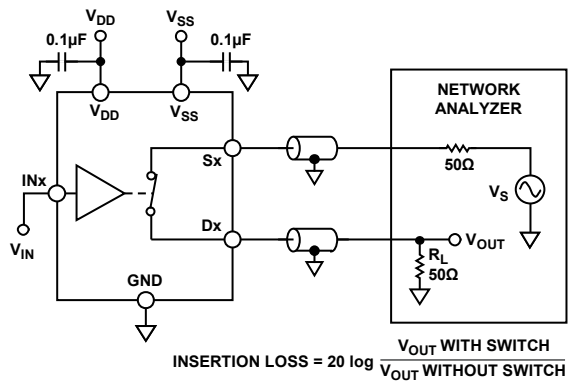 VDD
VSS
0.1µF
0.1µF
VDD
VSS
NETWORK
ANALYZER
INx
Sx
50Ω
VS
VIN
Dx
VOUT
RL
50Ω
GND
INSERTION LOSS = 20 log VOUT WITH SWITCH
VOUT WITHOUT SWITCH